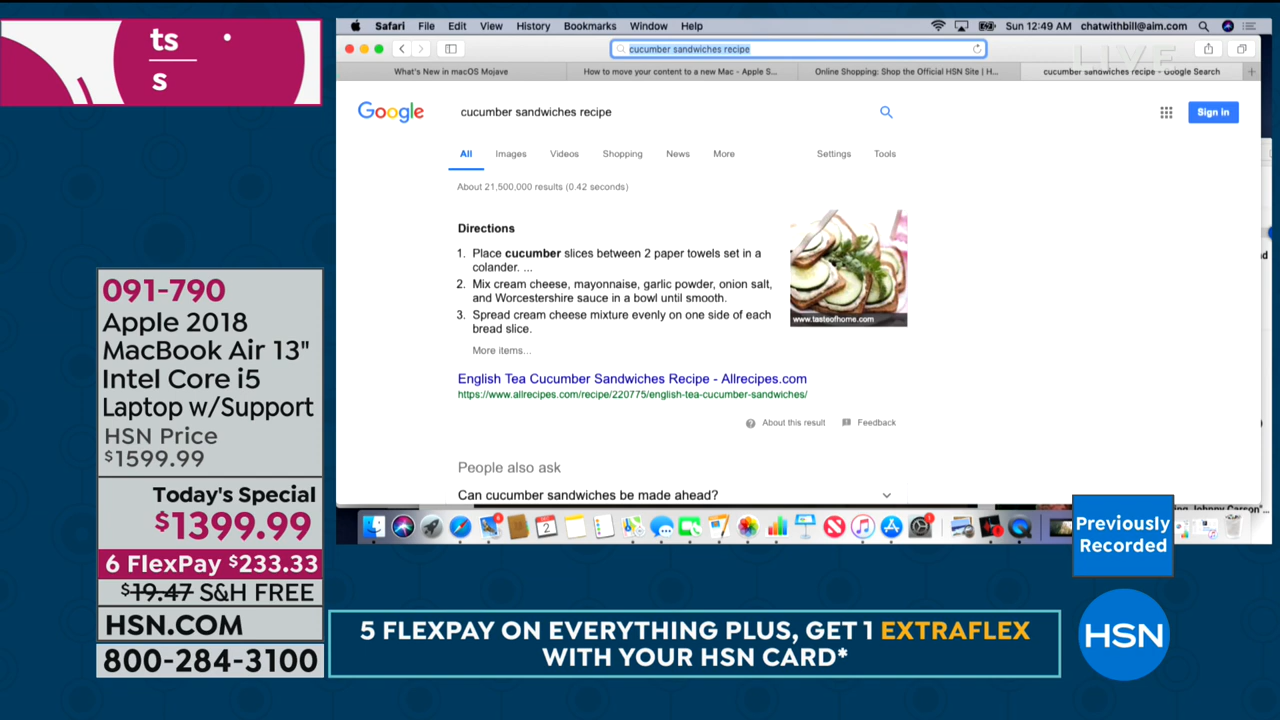 ts
s
091-790
Apple 2018
MacBook Air 13"
Intel Core i5
Laptop w/Support
HSN Price
$1599.99
Today's Special
$1399.99
6 FlexPay $233.33
$19.47 S&H FREE
HSN.COM
800-284-3100
Safari File Edit View History Bookmarks Window Help Sun 12:49 AM chatwithbill@aim.com
cucumber sandwiches recipe
LIVE
What's New in macOS Mojave How to move your content to a new Mac - Apple S... Online Shopping: Shop the Official HSN Site | H... cucumber sandwiches recipe - Google Search
Google cucumber sandwiches recipe Sign in
All Images Videos Shopping News More Settings Tools
About 21,500,000 results (0.42 seconds)
Directions
1. Place cucumber slices between 2 paper towels set in a
colander. ...
2. Mix cream cheese, mayonnaise, garlic powder, onion salt,
and Worcestershire sauce in a bowl until smooth.
3. Spread cream cheese mixture evenly on one side of each
bread slice.
More items...
www.tasteofhome.com
English Tea Cucumber Sandwiches Recipe - Allrecipes.com
https://www.allrecipes.com/recipe/220775/english-tea-cucumber-sandwiches/
About this result Feedback
People also ask
Can cucumber sandwiches be made ahead?
2
Previously
Recorded
5 FLEXPAY ON EVERYTHING PLUS, GET 1 EXTRAFLEX
WITH YOUR HSN CARD*
HSN